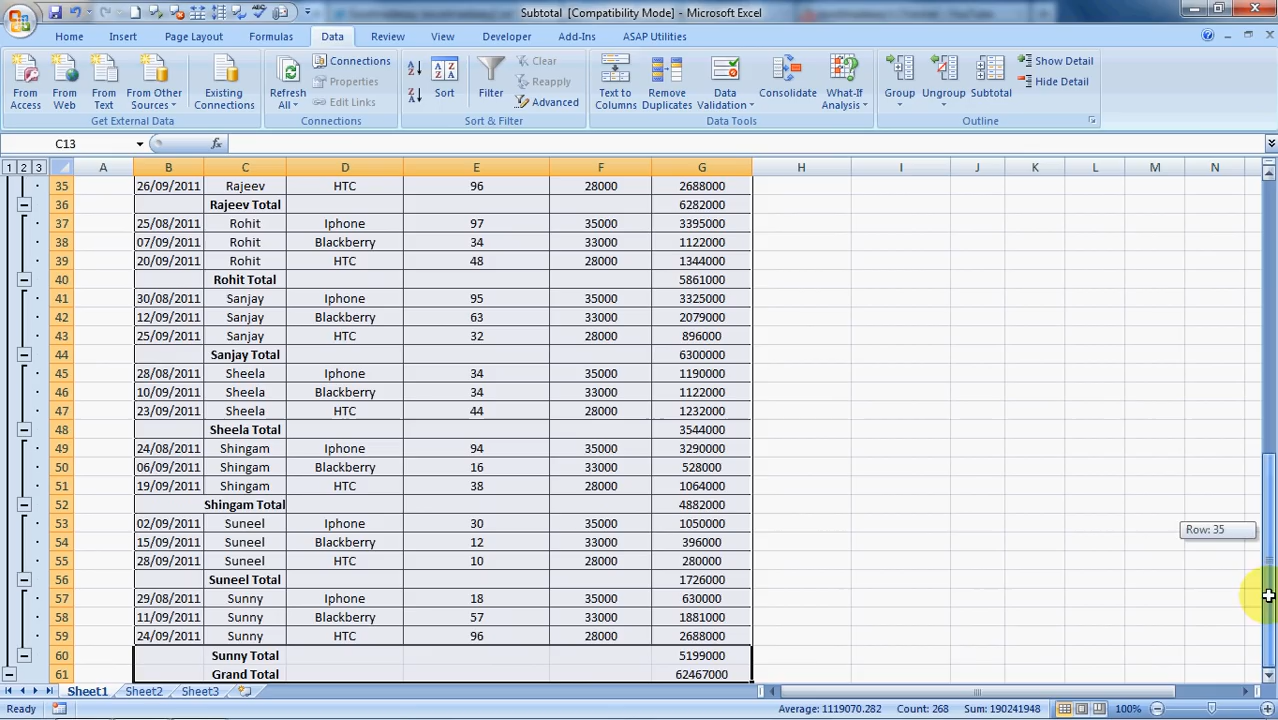 Subtotal [Compatibility Mode] - Microsoft Excel
Home Insert Page Layout Formulas Data Review View Developer Add-Ins ASAP Utilities
From Access
From Web
From Text
From Other Sources
Existing Connections
Get External Data
Refresh All
Connections
Properties
Edit Links
Connections
Sort
Filter
Clear
Reapply
Advanced
Sort & Filter
Text to Columns
Remove Duplicates
Data Validation
Consolidate
What-If Analysis
Data Tools
Group
Ungroup
Subtotal
Show Detail
Hide Detail
Outline
C13 fx
1 2 3 A B C D E G H I J K L M N
35 26/09/2011 Rajeev HTC 96 28000 2688000
36 Rajeev Total 6282000
37 25/08/2011 Rohit Iphone 97 35000 3395000
38 07/09/2011 Rohit Blackberry 34 33000 1122000
39 20/09/2011 Rohit HTC 48 28000 1344000
40 Rohit Total 5861000
41 30/08/2011 Sanjay Iphone 95 35000 3325000
42 12/09/2011 Sanjay Blackberry 63 33000 2079000
43 25/09/2011 Sanjay HTC 32 28000 896000
44 Sanjay Total 6300000
45 28/08/2011 Sheela Iphone 34 35000 1190000
46 10/09/2011 Sheela Blackberry 34 33000 1122000
47 23/09/2011 Sheela HTC 44 28000 1232000
48 Sheela Total 3544000
49 24/08/2011 Shingam Iphone 94 35000 3290000
50 06/09/2011 Shingam Blackberry 16 33000 528000
51 19/09/2011 Shingam HTC 38 28000 1064000
52 Shingam Total 4882000
53 02/09/2011 Suneel Iphone 30 35000 1050000
54 15/09/2011 Suneel Blackberry 12 33000 396000
Row: 35
55 28/09/2011 Suneel HTC 10 28000 280000
56 Suneel Total 1726000
57 29/08/2011 Sunny Iphone 18 35000 630000
58 11/09/2011 Sunny Blackberry 57 33000 1881000
59 24/09/2011 Sunny HTC 96 28000 2688000
60 Sunny Total 5199000
61 Grand Total 62467000
Sheet1 Sheet2 Sheet3
Ready Average: 1119070.282 Count: 268 Sum: 190241948 100%